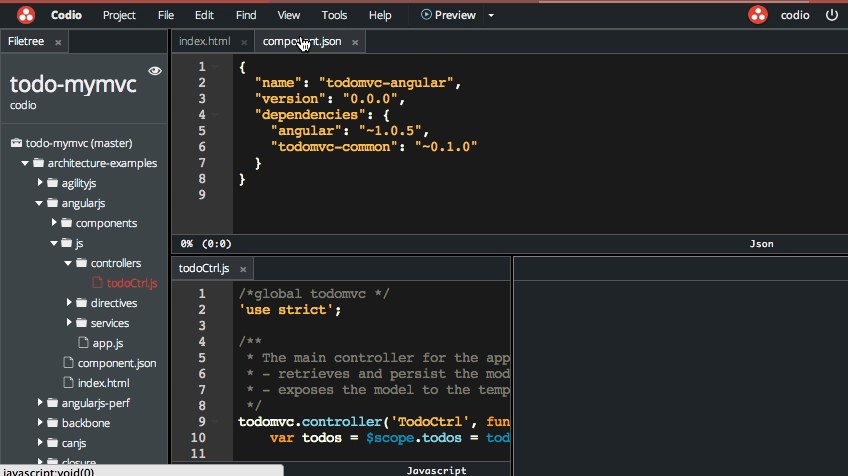 Codio Project File Edit Find View Tools Help Preview codio
Filetree × index.html × component.json ×
todo-mymvc
codio
todo-mymvc (master)
architecture-examples
agilityjs
angularjs
components
js
controllers
todoCtrl.js
directives
services
app.js
component.json
index.html
angularjs-perf
backbone
canjs
closure
javascript:void(0)
1 {
2 "name": "todomvc-angular",
3 "version": "0.0.0",
4 "dependencies": {
5 "angular": "~1.0.5",
6 "todomvc-common": "~0.1.0"
7 }
8 }
9
0% (0:0) Json
todoCtrl.js ×
1 /*global todomvc */
2 'use strict';
3
4 /**
5 * The main controller for the app
6 * - retrieves and persist the mod
7 * - exposes the model to the temp
8 */
9 todomvc.controller('TodoCtrl', fun
10 var todos = $scope.todos = tod
11
Javascript